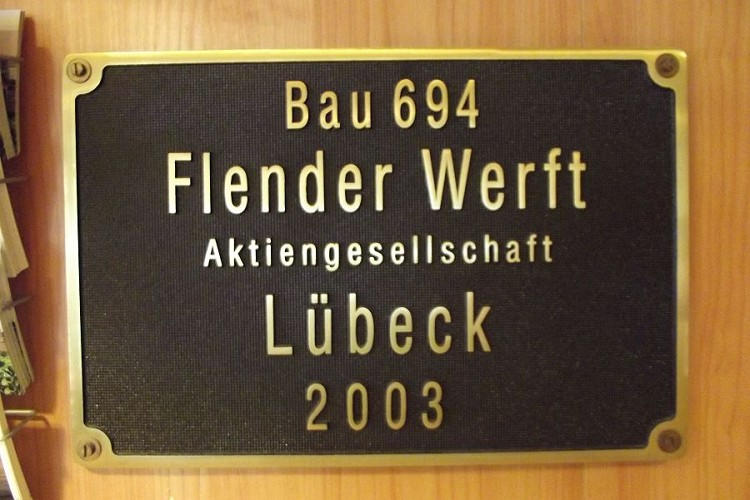 Bau 694
Flender Werft
Aktiengesellschaft
Lübeck
2003